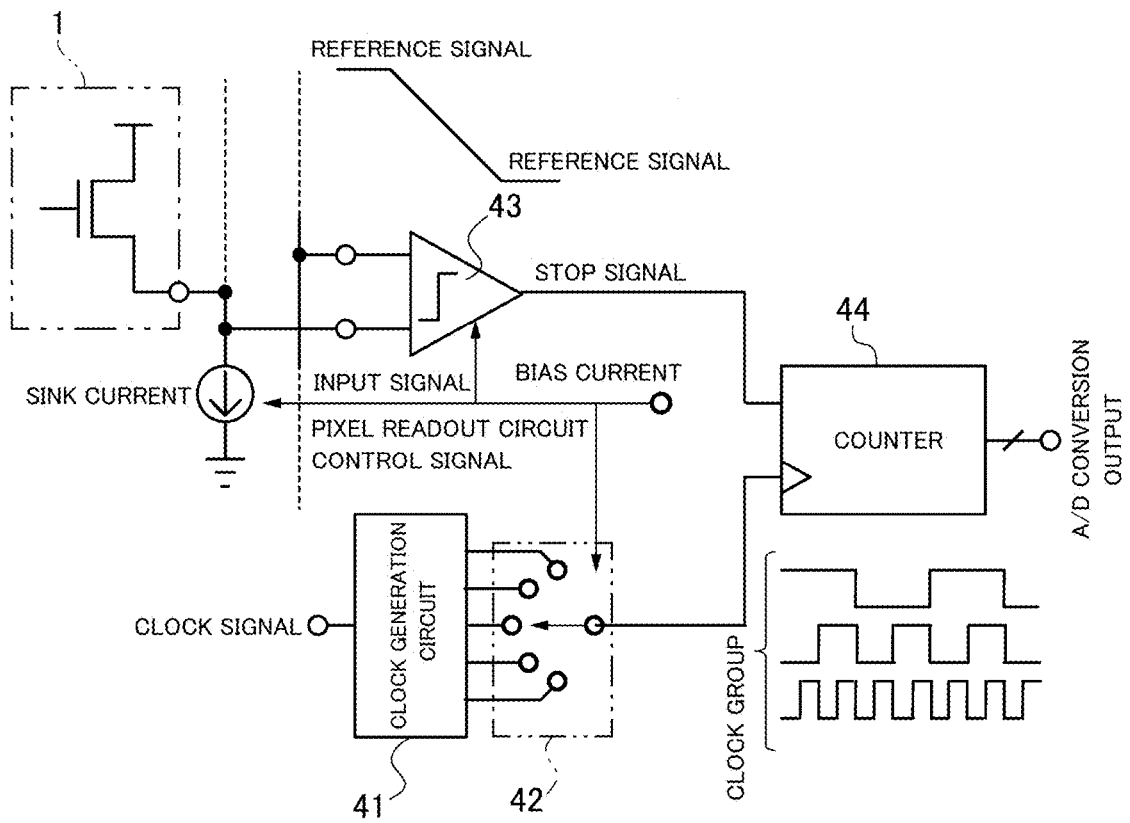 1
REFERENCE SIGNAL
REFERENCE SIGNAL
43
STOP SIGNAL
44
SINK CURRENT
INPUT SIGNAL
BIAS CURRENT
PIXEL READOUT CIRCUIT
CONTROL SIGNAL
COUNTER
A/D CONVERSION
OUTPUT
CLOCK SIGNAL
CLOCK GENERATION
CIRCUIT
41
42
CLOCK GROUP